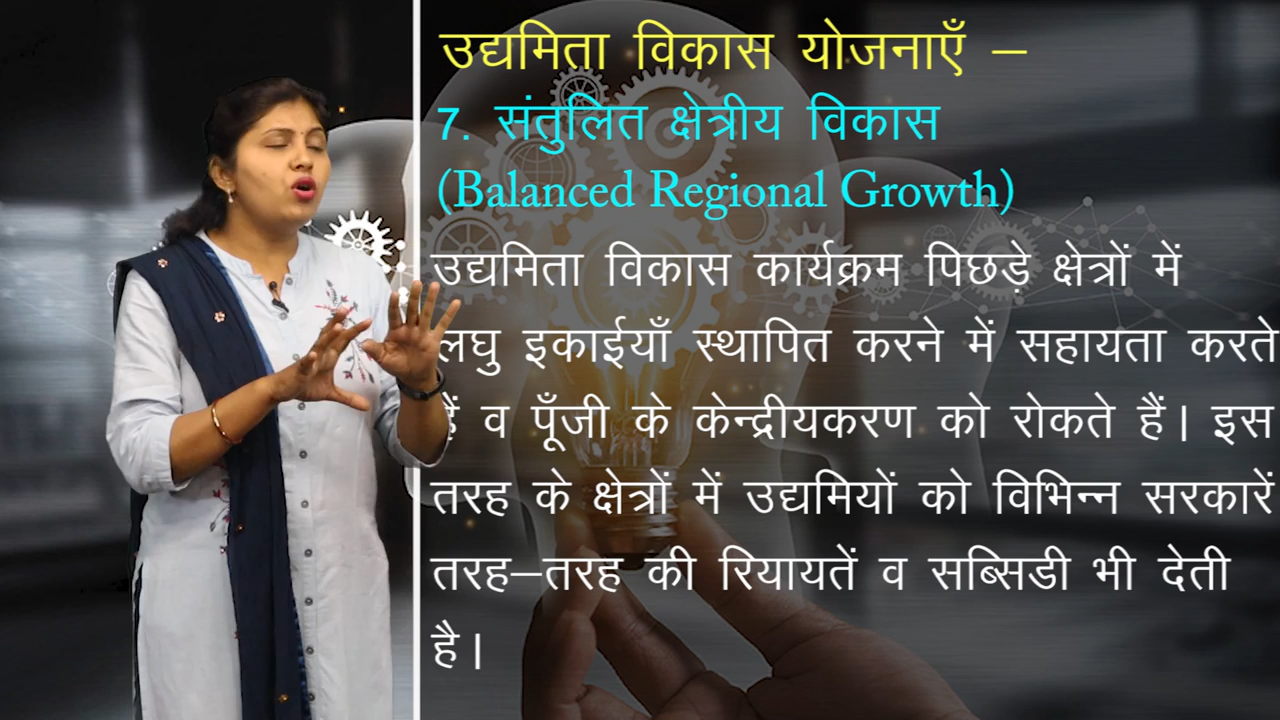 उद्यमिता विकास योजनाएँ –
7. संतुलित क्षेत्रीय विकास
(Balanced Regional Growth)
उद्यमिता विकास कार्यक्रम पिछड़े क्षेत्रों में
लघु इकाईयाँ स्थापित करने में सहायता करते
हैं व पूँजी के केन्द्रीयकरण को रोकते हैं। इस
तरह के क्षेत्रों में उद्यमियों को विभिन्न सरकारें
तरह–तरह की रियायतें व सब्सिडी भी देती
है।